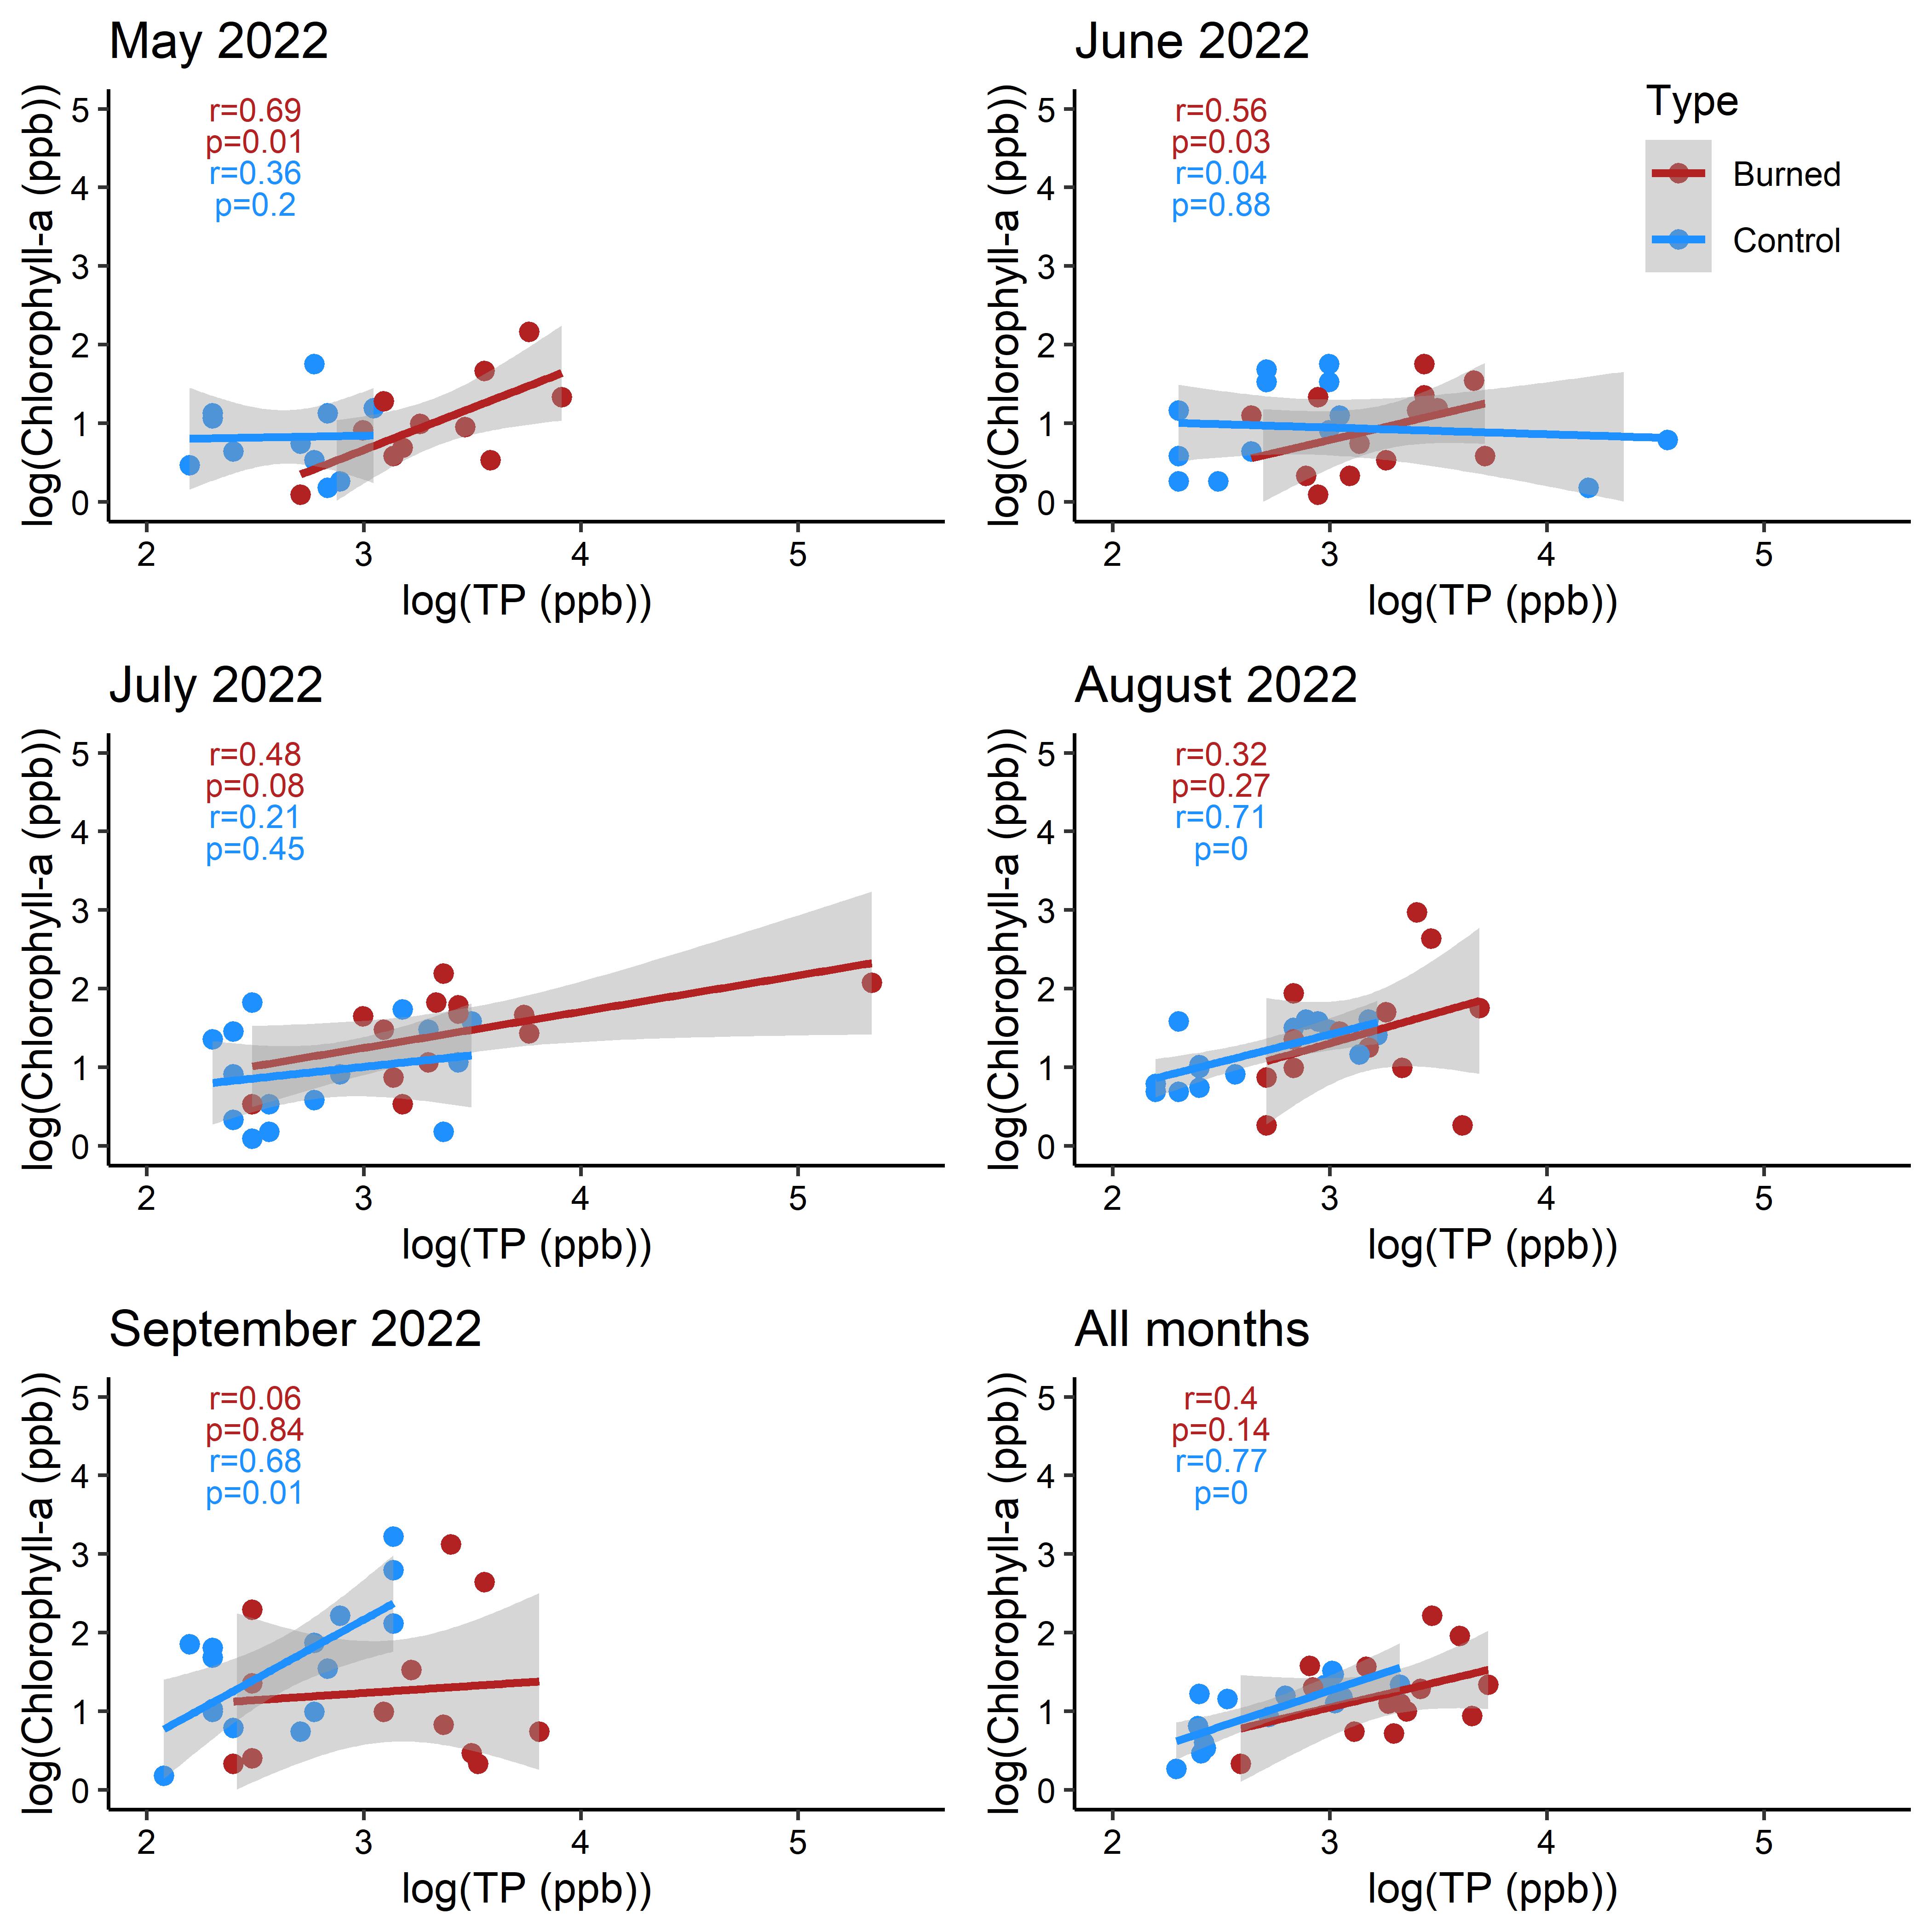 May 2022
log(Chlorophyll-a (ppb))
5
4
3
2
1
0
r=0.69
p=0.01
r=0.36
p=0.2
2 3 4 5
log(TP (ppb))
June 2022
log(Chlorophyll-a (ppb))
5
4
3
2
1
0
r=0.56
p=0.03
r=0.04
p=0.88
Type
Burned
Control
2 3 4 5
log(TP (ppb))
July 2022
log(Chlorophyll-a (ppb))
5
4
3
2
1
0
r=0.48
p=0.08
r=0.21
p=0.45
2 3 4 5
log(TP (ppb))
August 2022
log(Chlorophyll-a (ppb))
5
4
3
2
1
0
r=0.32
p=0.27
r=0.71
p=0
2 3 4 5
log(TP (ppb))
September 2022
log(Chlorophyll-a (ppb))
5
4
3
2
1
0
r=0.06
p=0.84
r=0.68
p=0.01
2 3 4 5
log(TP (ppb))
All months
log(Chlorophyll-a (ppb))
5
4
3
2
1
0
r=0.4
p=0.14
r=0.77
p=0
2 3 4 5
log(TP (ppb))